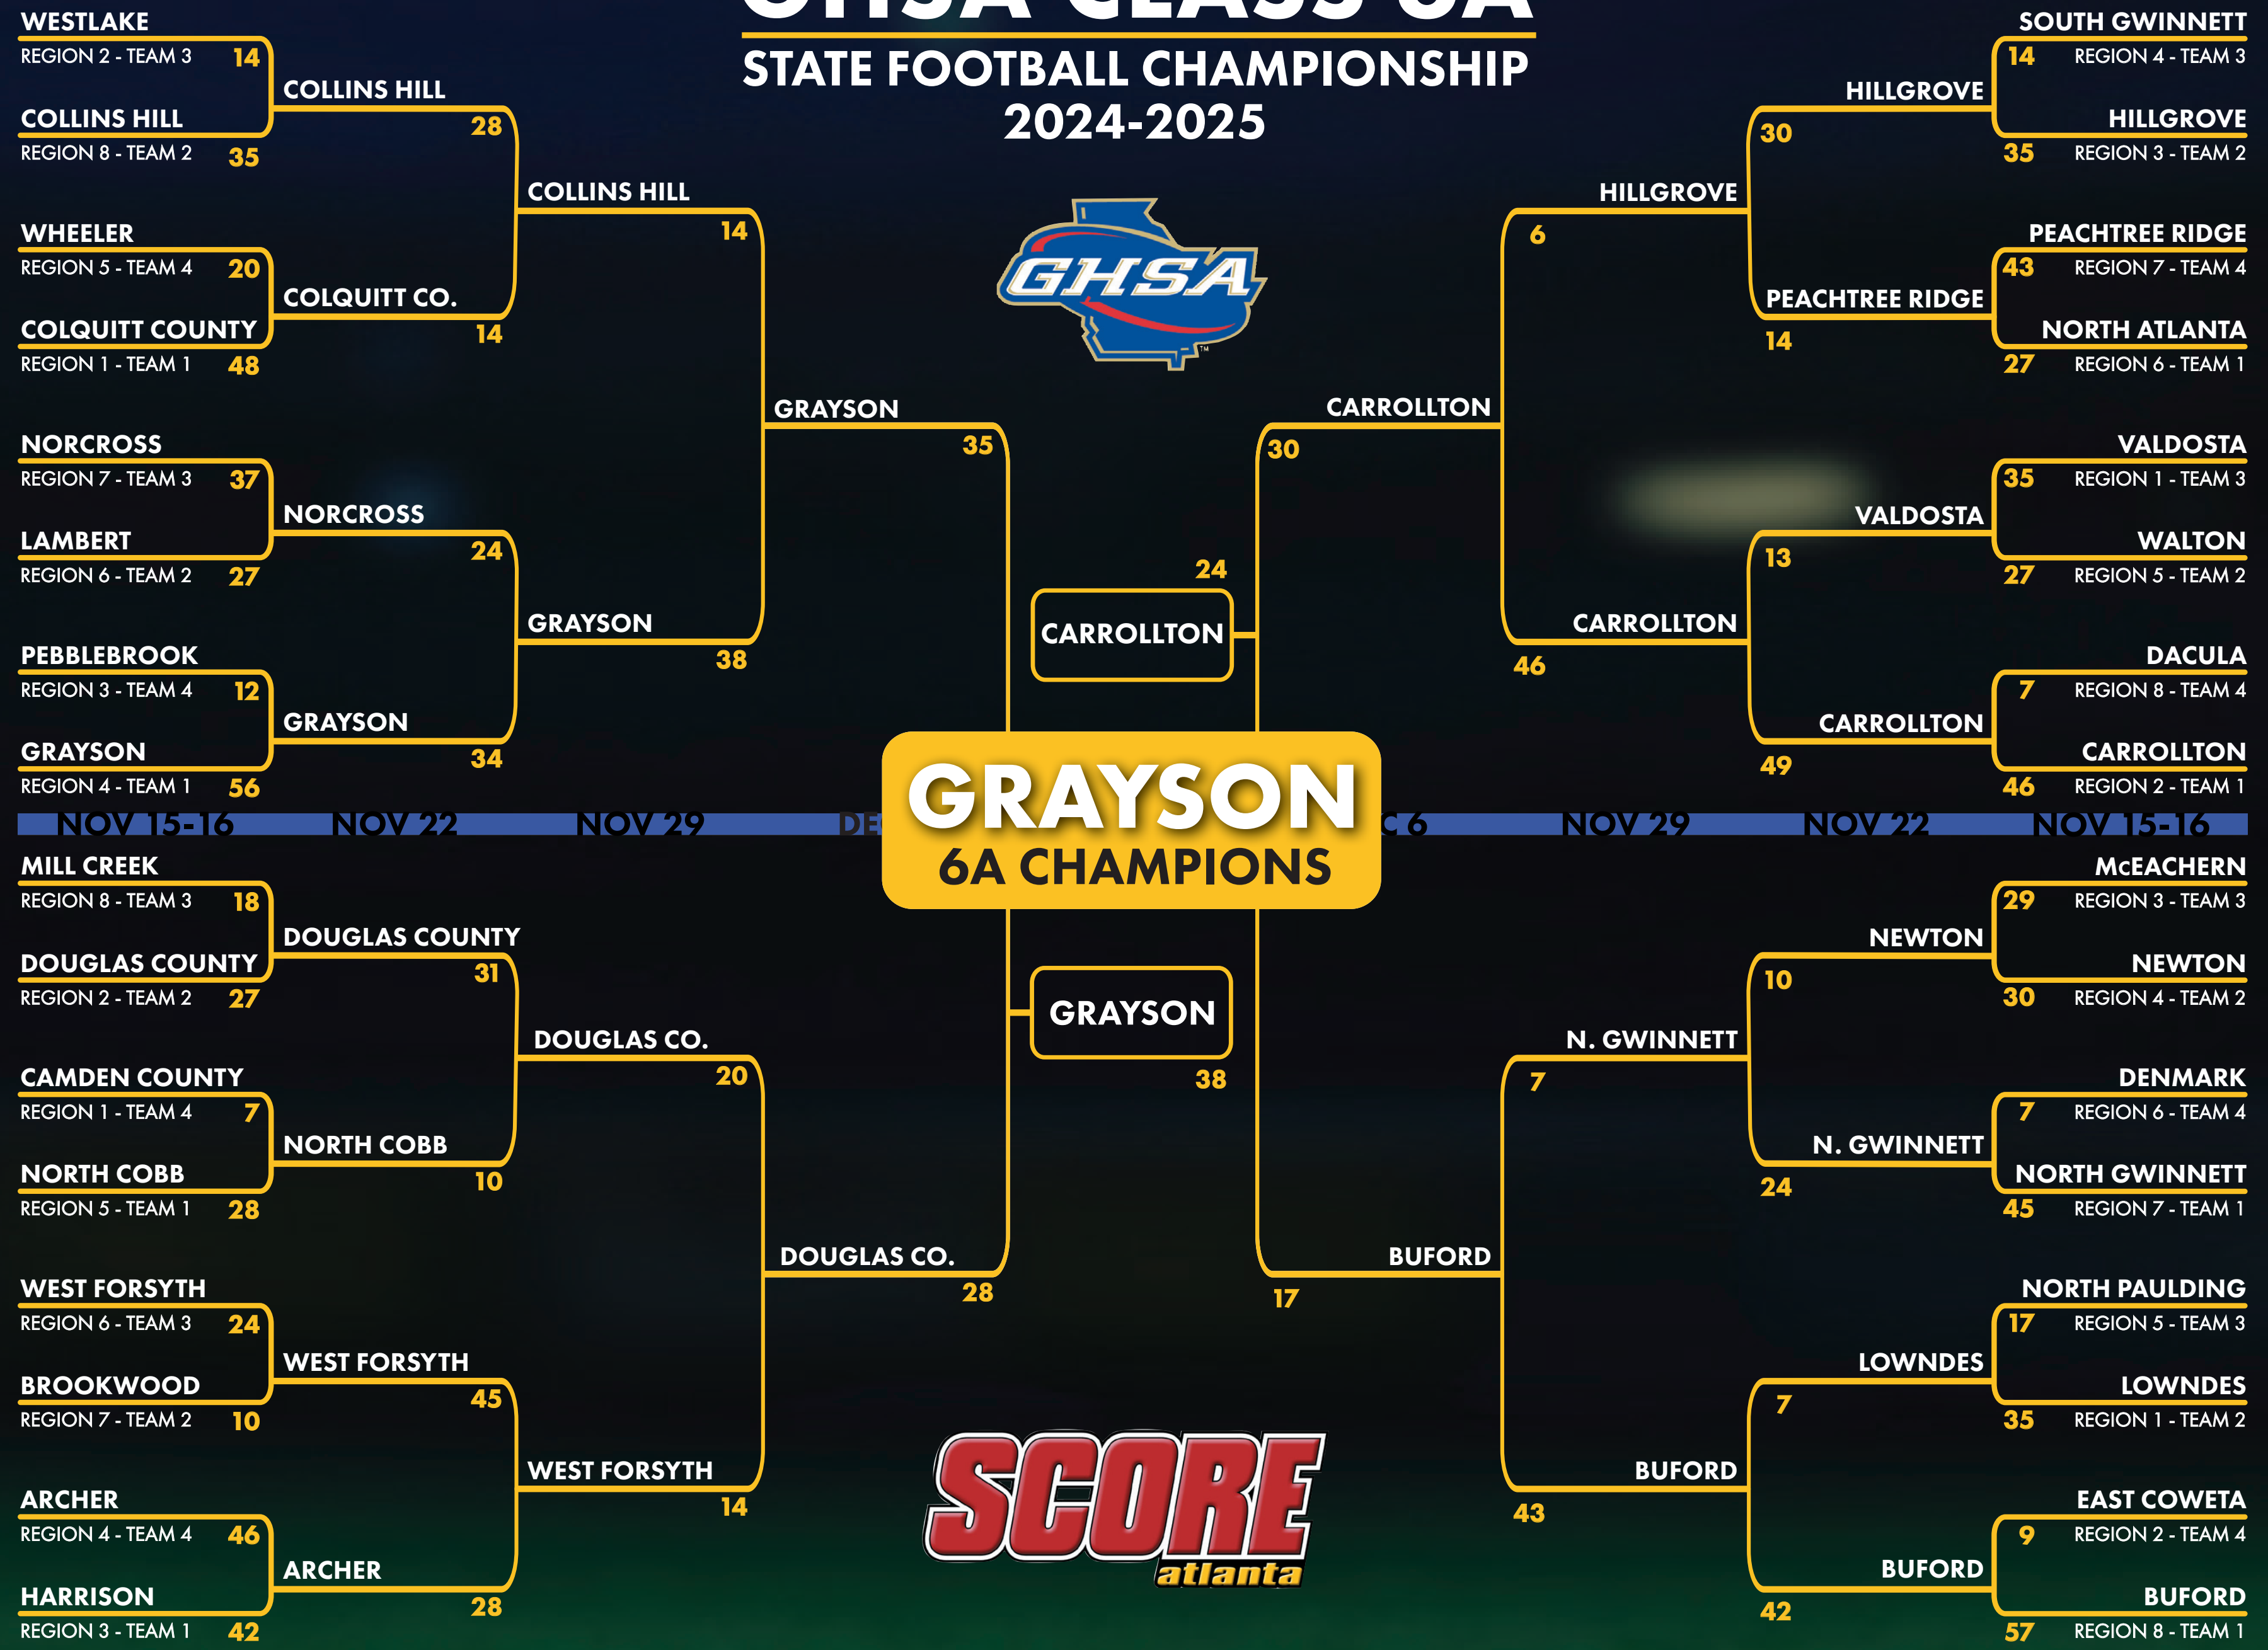 GHSA CLASS 6A
STATE FOOTBALL CHAMPIONSHIP
2024-2025
WESTLAKE
REGION 2 - TEAM 3 14
COLLINS HILL
REGION 8 - TEAM 2 35
WHEELER
REGION 5 - TEAM 4 20
COLQUITT COUNTY
REGION 1 - TEAM 1 48
NORCROSS
REGION 7 - TEAM 3 37
LAMBERT
REGION 6 - TEAM 2 27
PEBBLEBROOK
REGION 3 - TEAM 4 12
GRAYSON
REGION 4 - TEAM 1 56
COLLINS HILL
28
COLQUITT CO.
14
NORCROSS
24
GRAYSON
34
COLLINS HILL
14
GRAYSON
38
GRAYSON
35
GHSA
TM
24
CARROLLTON
CARROLLTON
30
HILLGROVE
6
CARROLLTON
46
HILLGROVE
30
PEACHTREE RIDGE
14
VALDOSTA
13
CARROLLTON
49
SOUTH GWINNETT
14 REGION 4 - TEAM 3
HILLGROVE
35 REGION 3 - TEAM 2
PEACHTREE RIDGE
43 REGION 7 - TEAM 4
NORTH ATLANTA
27 REGION 6 - TEAM 1
VALDOSTA
35 REGION 1 - TEAM 3
WALTON
27 REGION 5 - TEAM 2
DACULA
7 REGION 8 - TEAM 4
CARROLLTON
46 REGION 2 - TEAM 1
NOV 15-16 NOV 22 NOV 29 DE C 6 NOV 29 NOV 22 NOV 15-16
GRAYSON
6A CHAMPIONS
MILL CREEK
REGION 8 - TEAM 3 18
DOUGLAS COUNTY
REGION 2 - TEAM 2 27
CAMDEN COUNTY
REGION 1 - TEAM 4 7
NORTH COBB
REGION 5 - TEAM 1 28
WEST FORSYTH
REGION 6 - TEAM 3 24
BROOKWOOD
REGION 7 - TEAM 2 10
ARCHER
REGION 4 - TEAM 4 46
HARRISON
REGION 3 - TEAM 1 42
DOUGLAS COUNTY
31
NORTH COBB
10
WEST FORSYTH
45
ARCHER
28
DOUGLAS CO.
20
WEST FORSYTH
14
DOUGLAS CO.
28
GRAYSON
38
SCORE
atlanta
BUFORD
17
N. GWINNETT
7
BUFORD
43
NEWTON
10
N. GWINNETT
24
LOWNDES
7
BUFORD
42
McEACHERN
29 REGION 3 - TEAM 3
NEWTON
30 REGION 4 - TEAM 2
DENMARK
7 REGION 6 - TEAM 4
NORTH GWINNETT
45 REGION 7 - TEAM 1
NORTH PAULDING
17 REGION 5 - TEAM 3
LOWNDES
35 REGION 1 - TEAM 2
EAST COWETA
9 REGION 2 - TEAM 4
BUFORD
57 REGION 8 - TEAM 1